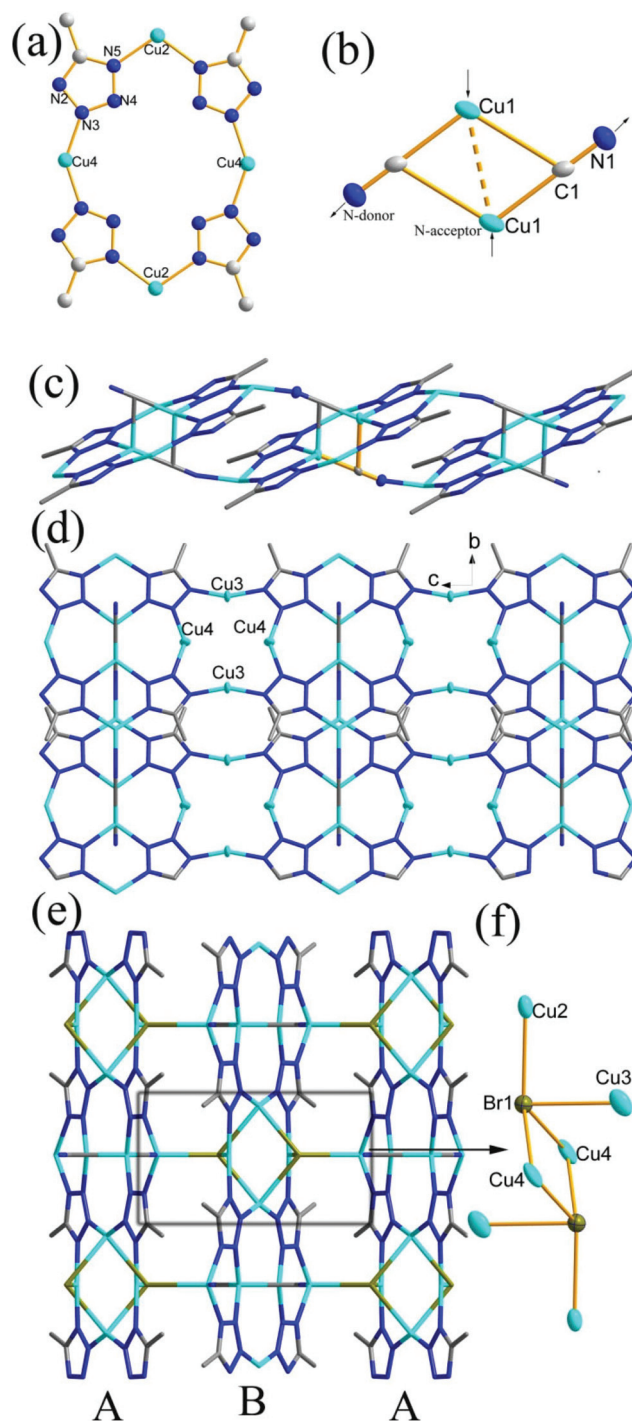 (a)
N5
Cu2
N2
N4
N3
Cu4
Cu4
Cu2
(b)
Cu1
N1
C1
N-donor
N-acceptor
Cu1
(c)
(d)
b
c
Cu3
Cu4
Cu4
Cu3
(e)
(f)
Cu2
Cu3
Br1
Cu4
Cu4
A
B
A